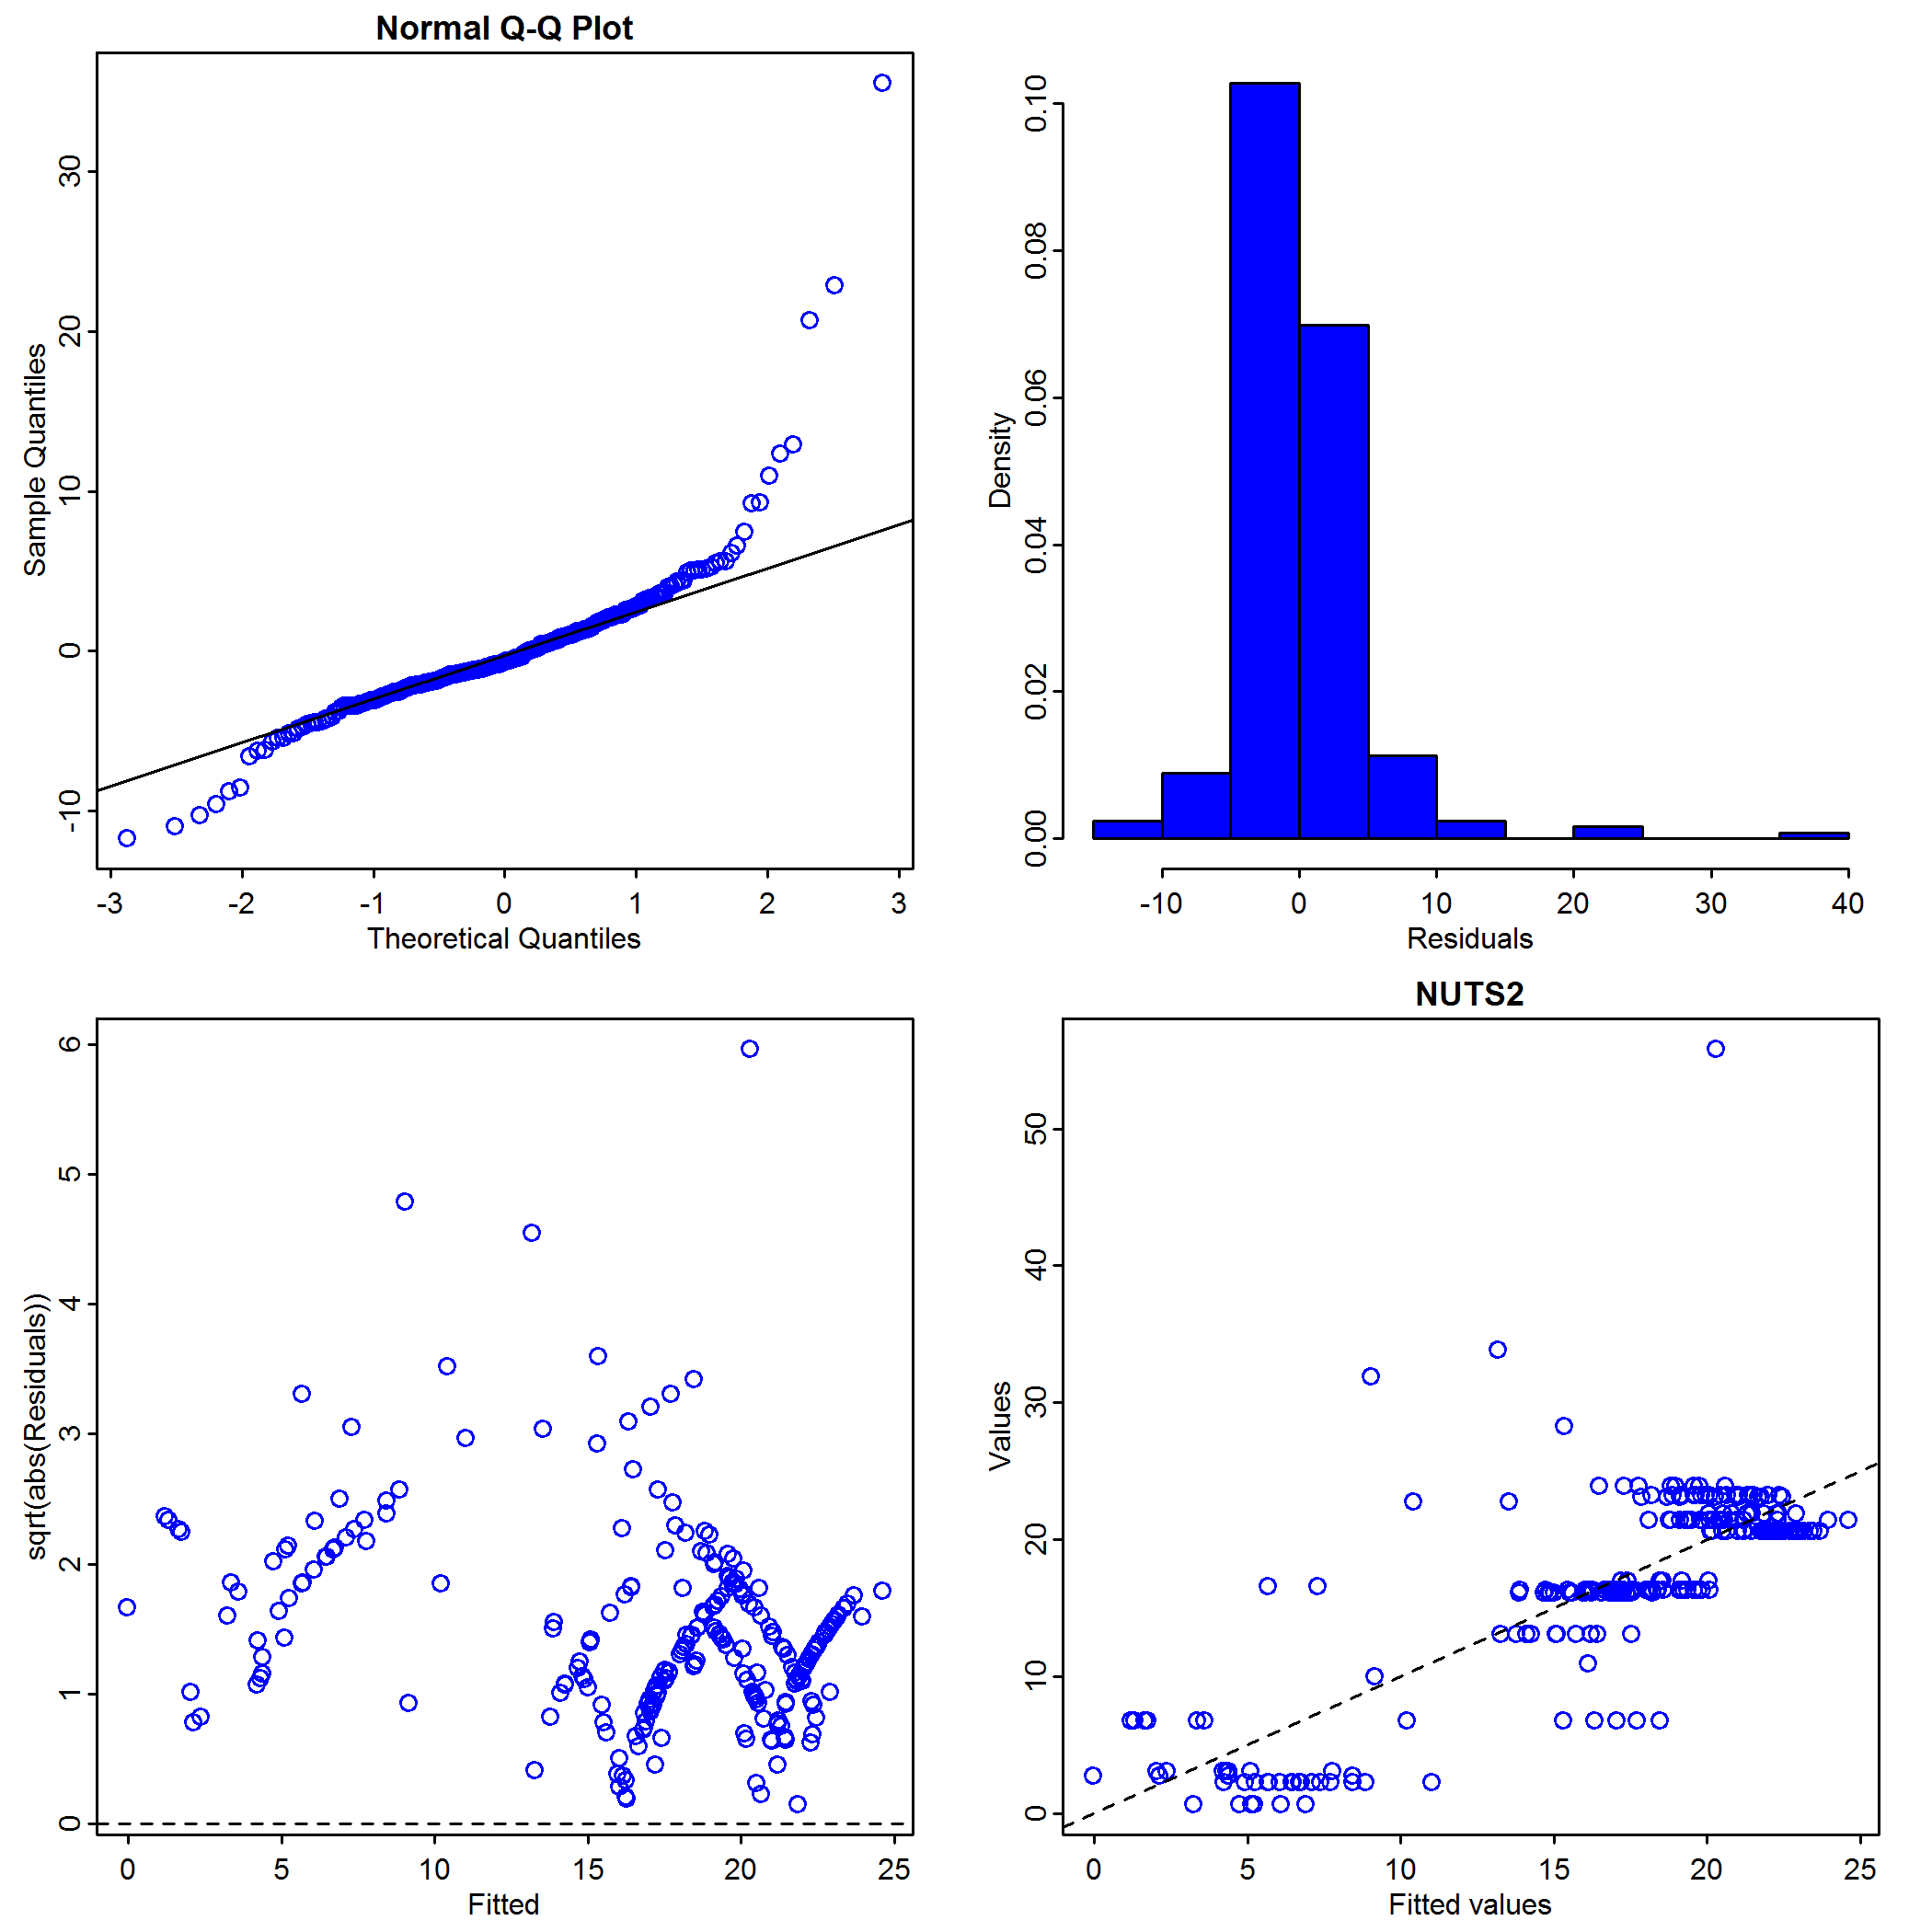 Normal Q-Q Plot
Sample Quantiles
-10 0 10 20 30
-3 -2 -1 0 1 2 3
Theoretical Quantiles
Density
0.00 0.02 0.04 0.06 0.08 0.10
-10 0 10 20 30 40
Residuals
sqrt(abs(Residuals))
0 1 2 3 4 5 6
0 5 10 15 20 25
Fitted
NUTS2
Values
0 10 20 30 40 50
0 5 10 15 20 25
Fitted values